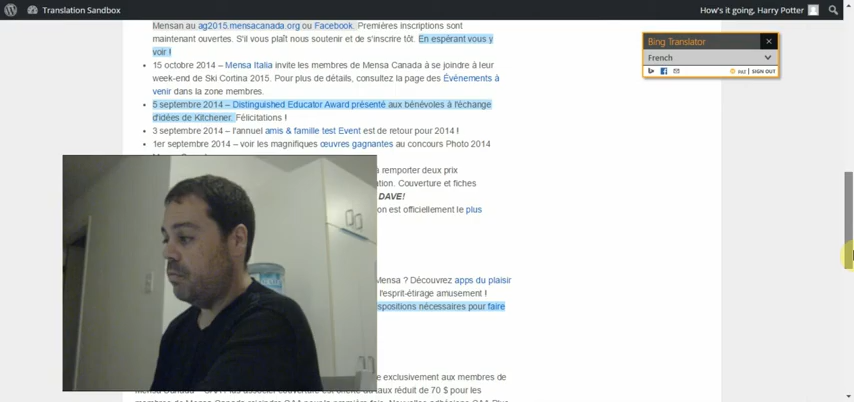 Translation Sandbox
How's it going, Harry Potter
Mensan au ag2015.mensacanada.org ou Facebook. Premières inscriptions sont
maintenant ouvertes. S'il vous plaît nous soutenir et de s'inscrire tôt. En espérant vous y
voir !
Bing Translator
French
SIGN OUT
15 octobre 2014 – Mensa Italia invite les membres de Mensa Canada à se joindre à leur
week-end de Ski Cortina 2015. Pour plus de détails, consultez la page des Événements à
venir dans la zone membres.
5 septembre 2014 – Distinguished Educator Award présenté aux bénévoles à l'échange
d'idées de Kitchener. Félicitations !
3 septembre 2014 – l'annuel amis & famille test Event est de retour pour 2014 !
1er septembre 2014 – voir les magnifiques œuvres gagnantes au concours Photo 2014
à remporter deux prix
ation. Couverture et fiches
DAVE!
on est officiellement le plus
Mensa ? Découvrez apps du plaisir
l'esprit-étirage amusement !
spositions nécessaires pour faire
e exclusivement aux membres de
aux réduit de 70 $ pour les